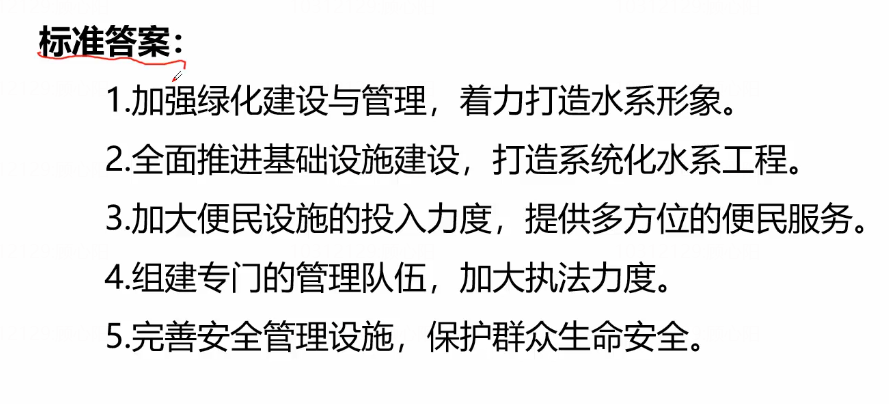 标准答案：
1.加强绿化建设与管理，着力打造水系形象。
2.全面推进基础设施建设，打造系统化水系工程。
3.加大便民设施的投入力度，提供多方位的便民服务。
4.组建专门的管理队伍，加大执法力度。
5.完善安全管理设施，保护群众生命安全。